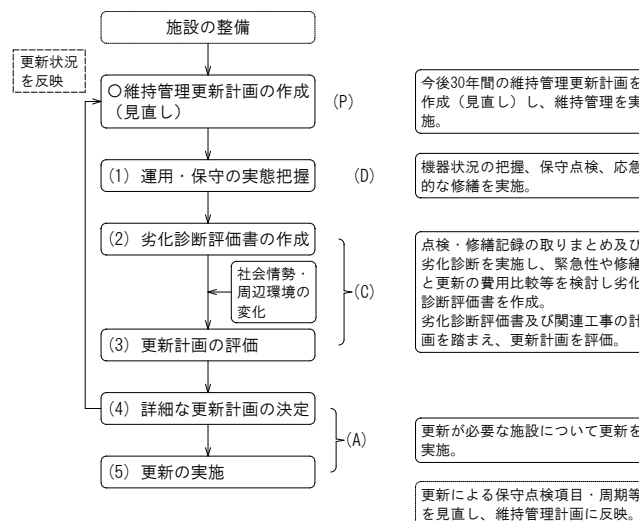 施設の整備
更新状況
を反映
○維持管理更新計画の作成
（見直し）
(P)
今後30年間の維持管理更新計画を
作成（見直し）し、維持管理を実
施。
(1) 運用・保守の実態把握
(D)
機器状況の把握、保守点検、応急
的な修繕を実施。
(2) 劣化診断評価書の作成
社会情勢・
周辺環境の
変化
(C)
点検・修繕記録の取りまとめ及び
劣化診断を実施し、緊急性や修繕
と更新の費用比較等を検討し劣化
診断評価書を作成。
劣化診断評価書及び関連工事の計
画を踏まえ、更新計画を評価。
(3) 更新計画の評価
(4) 詳細な更新計画の決定
(A)
更新が必要な施設について更新を
実施。
(5) 更新の実施
更新による保守点検項目・周期等
を見直し、維持管理計画に反映。